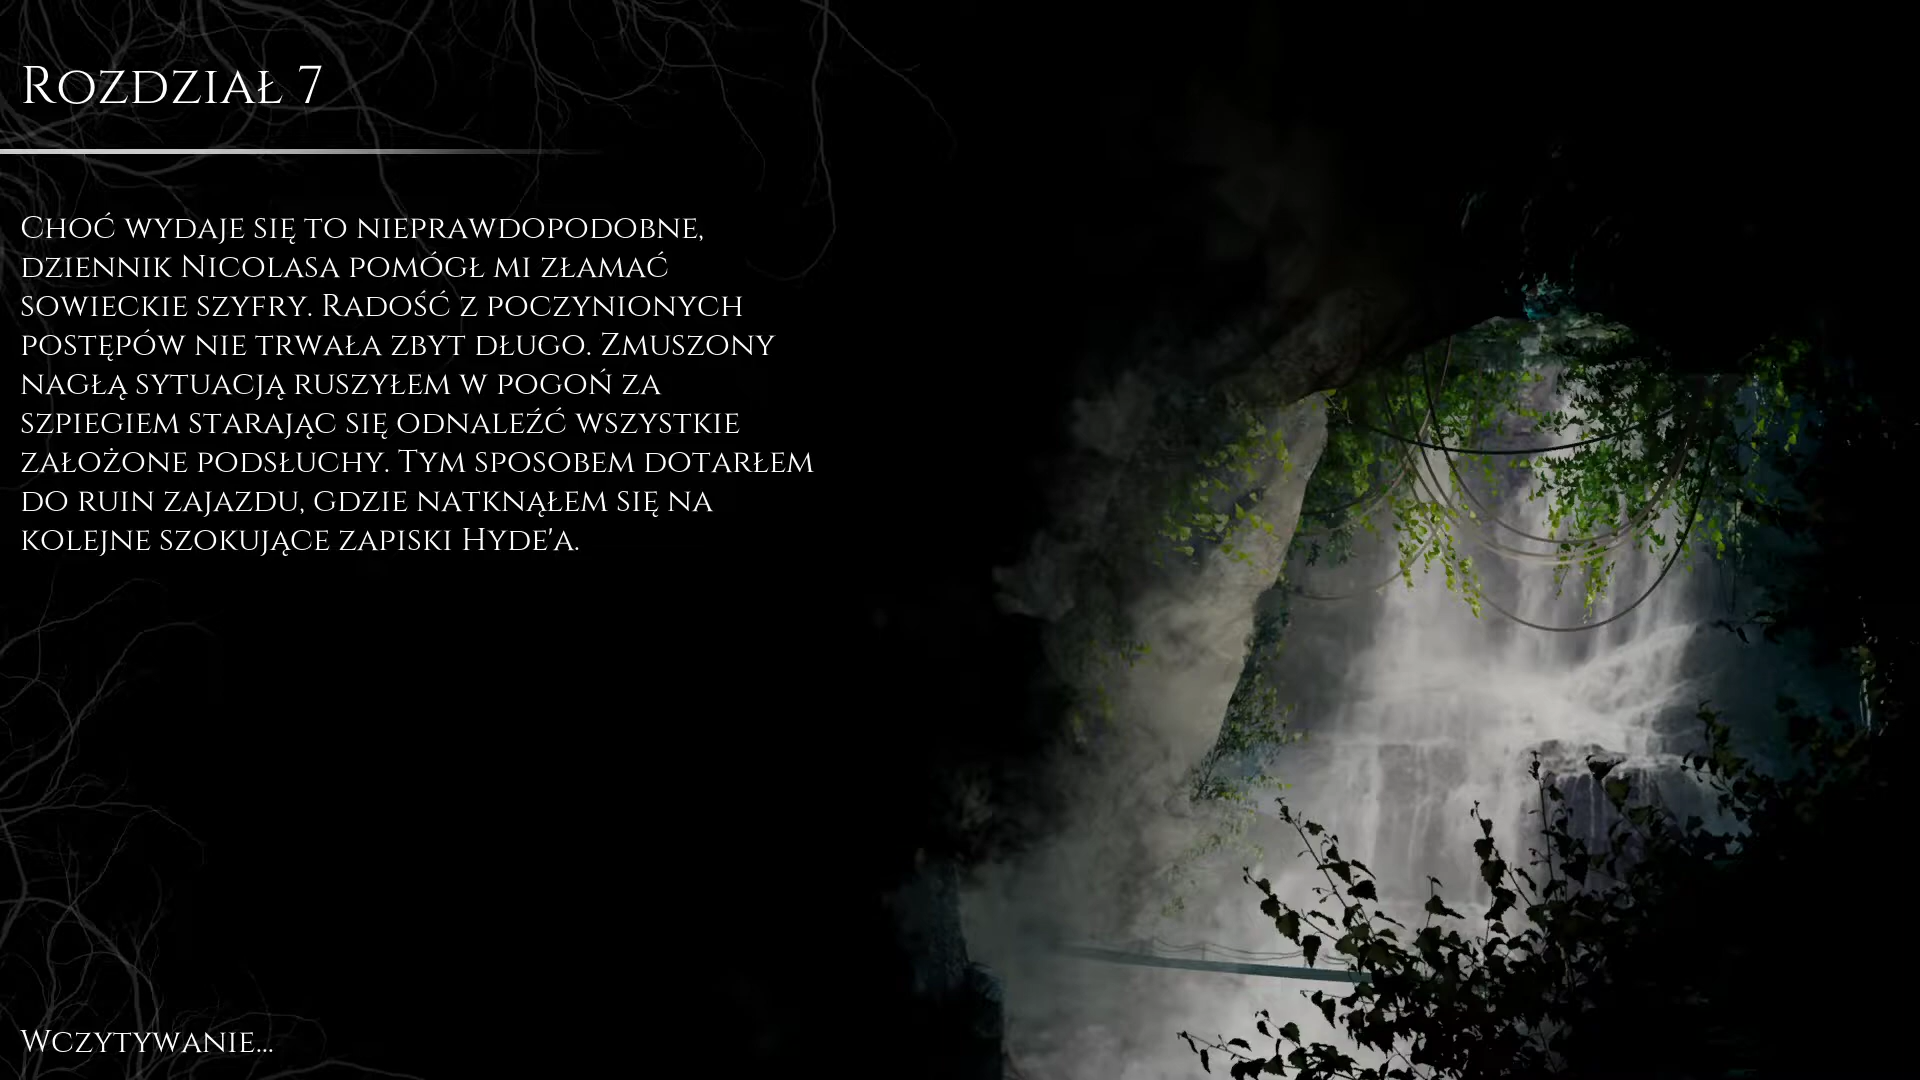 Rozdział 7
Choć wydaje się to nieprawdopodobne,
dziennik Nicolasa pomógł mi złamać
sowieckie szyfry. Radość z poczynionych
postępów nie trwała zbyt długo. Zmuszony
nagłą sytuacją ruszyłem w pogoń za
szpiegiem starając się odnaleźć wszystkie
założone podsłuchy. Tym sposobem dotarłem
do ruin zajazdu, gdzie natknąłem się na
kolejne szokujące zapiski Hyde'a.
Wczytywanie...